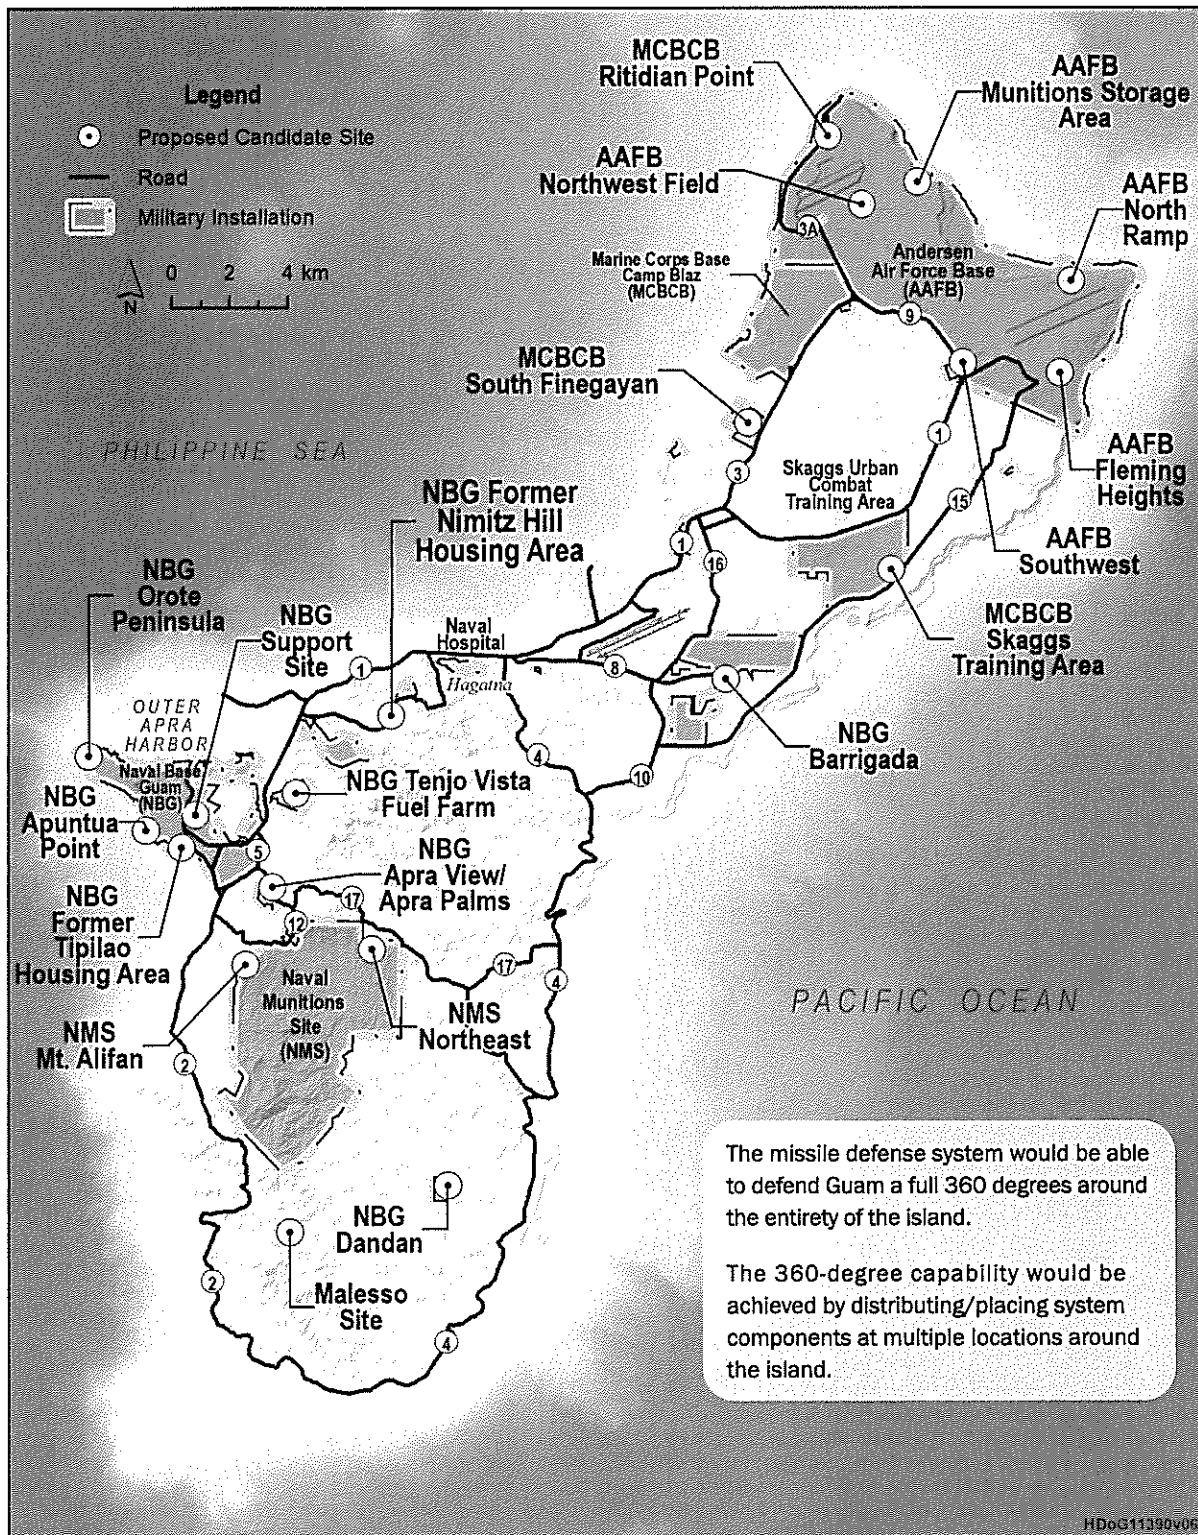 MCBCB
Ritidian Point
AAFB
Munitions Storage
Area
Legend
Proposed Candidate Site
Road
Military Installation
0 2 4 km
N
AAFB
Northwest Field
AAFB
North
Ramp
3A
Marine Corps Base
Camp Blaz
(MCBCB)
Andersen
Air Force Base
(AAFB)
9
MCBCB
South Finegayan
PHILIPPINE SEA
1
AAFB
Fleming
Heights
3
Skaggs Urban
Combat
Training Area
15
NBG Former
Nimitz Hill
Housing Area
1
16
AAFB
Southwest
NBG
Orote
Peninsula
NBG
Support
Site
MCBCB
Skaggs
Training Area
Naval
Hospital
1
8
Hagatna
OUTER
APRA
HARBOR
NBG
Barrigada
4
10
Naval Base
Guam
(NBG)
NBG Tenjo Vista
Fuel Farm
NBG
Apuntua
Point
5
NBG
Apra View/
Apra Palms
17
12
NBG
Former
Tipilao
Housing Area
17
4
Naval
Munitions
Site
(NMS)
PACIFIC OCEAN
NMS
Northeast
NMS
Mt. Alifan
2
The missile defense system would be able
to defend Guam a full 360 degrees around
the entirety of the island.
The 360-degree capability would be
achieved by distributing/placing system
components at multiple locations around
the island.
NBG
Dandan
2
Malesso
Site
4
HDoG11390v06